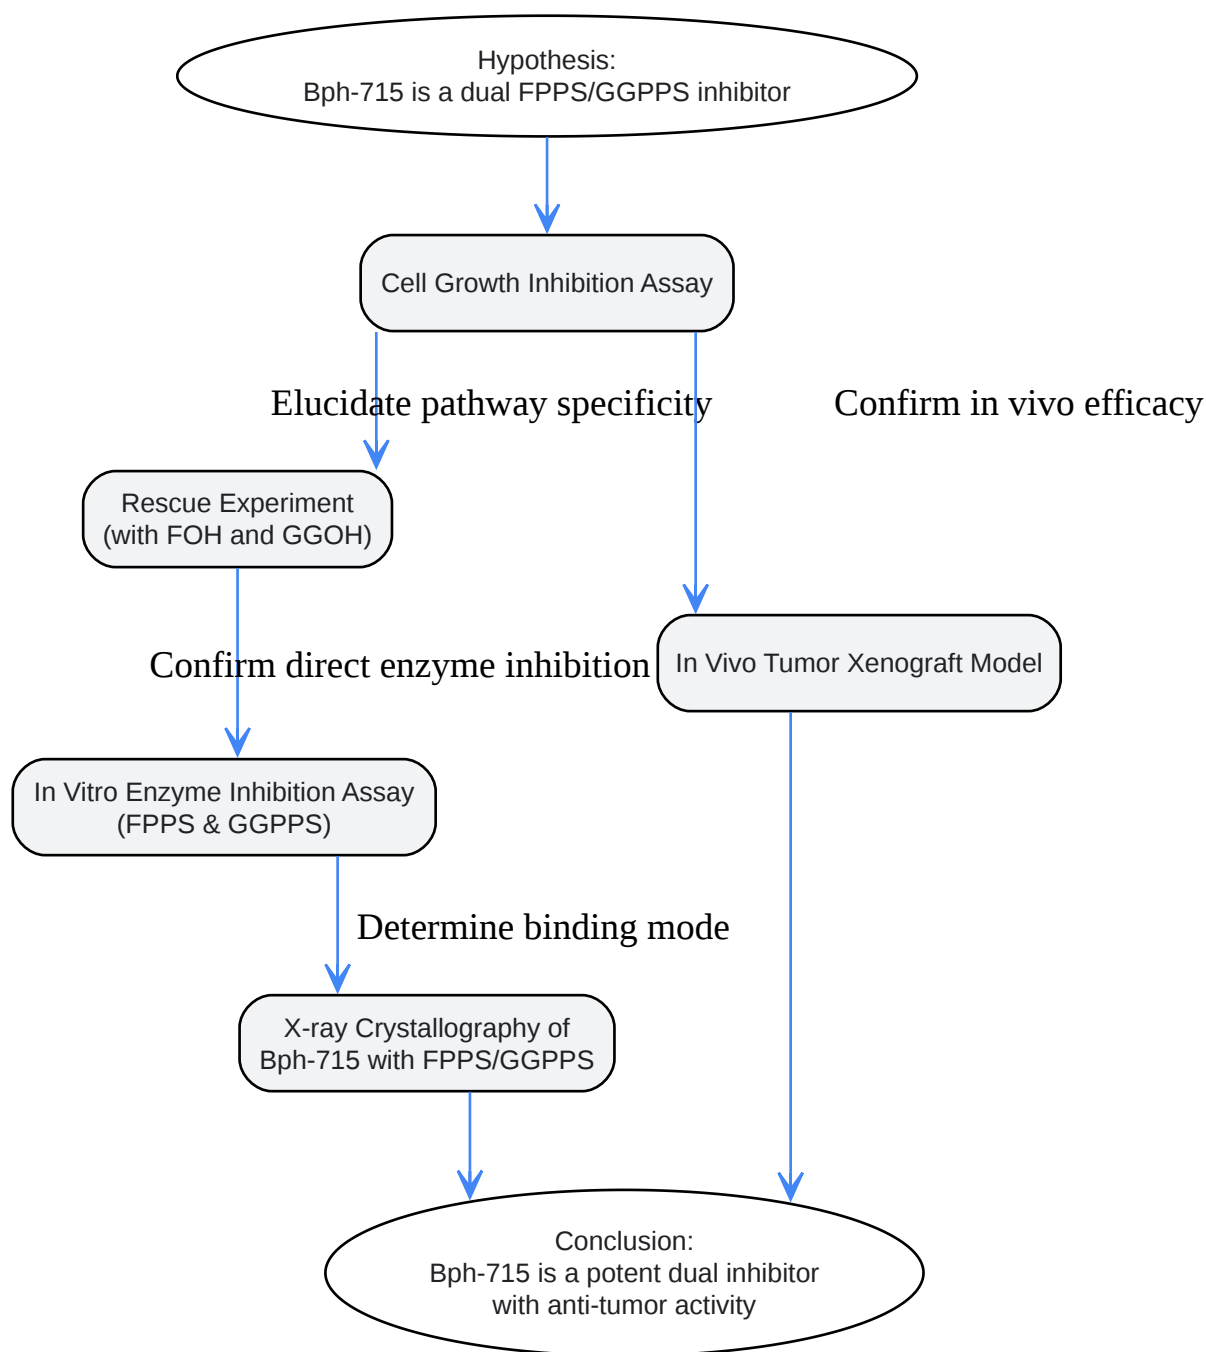 Hypothesis:
Bph-715 is a dual FPPS/GGPPS inhibitor
Cell Growth Inhibition Assay
Elucidate pathway specificity
Confirm in vivo efficacy
Rescue Experiment
(with FOH and GGOH)
Confirm direct enzyme inhibition
In Vivo Tumor Xenograft Model
In Vitro Enzyme Inhibition Assay
(FPPS & GGPPS)
Determine binding mode
X-ray Crystallography of
Bph-715 with FPPS/GGPPS
Conclusion:
Bph-715 is a potent dual inhibitor
with anti-tumor activity